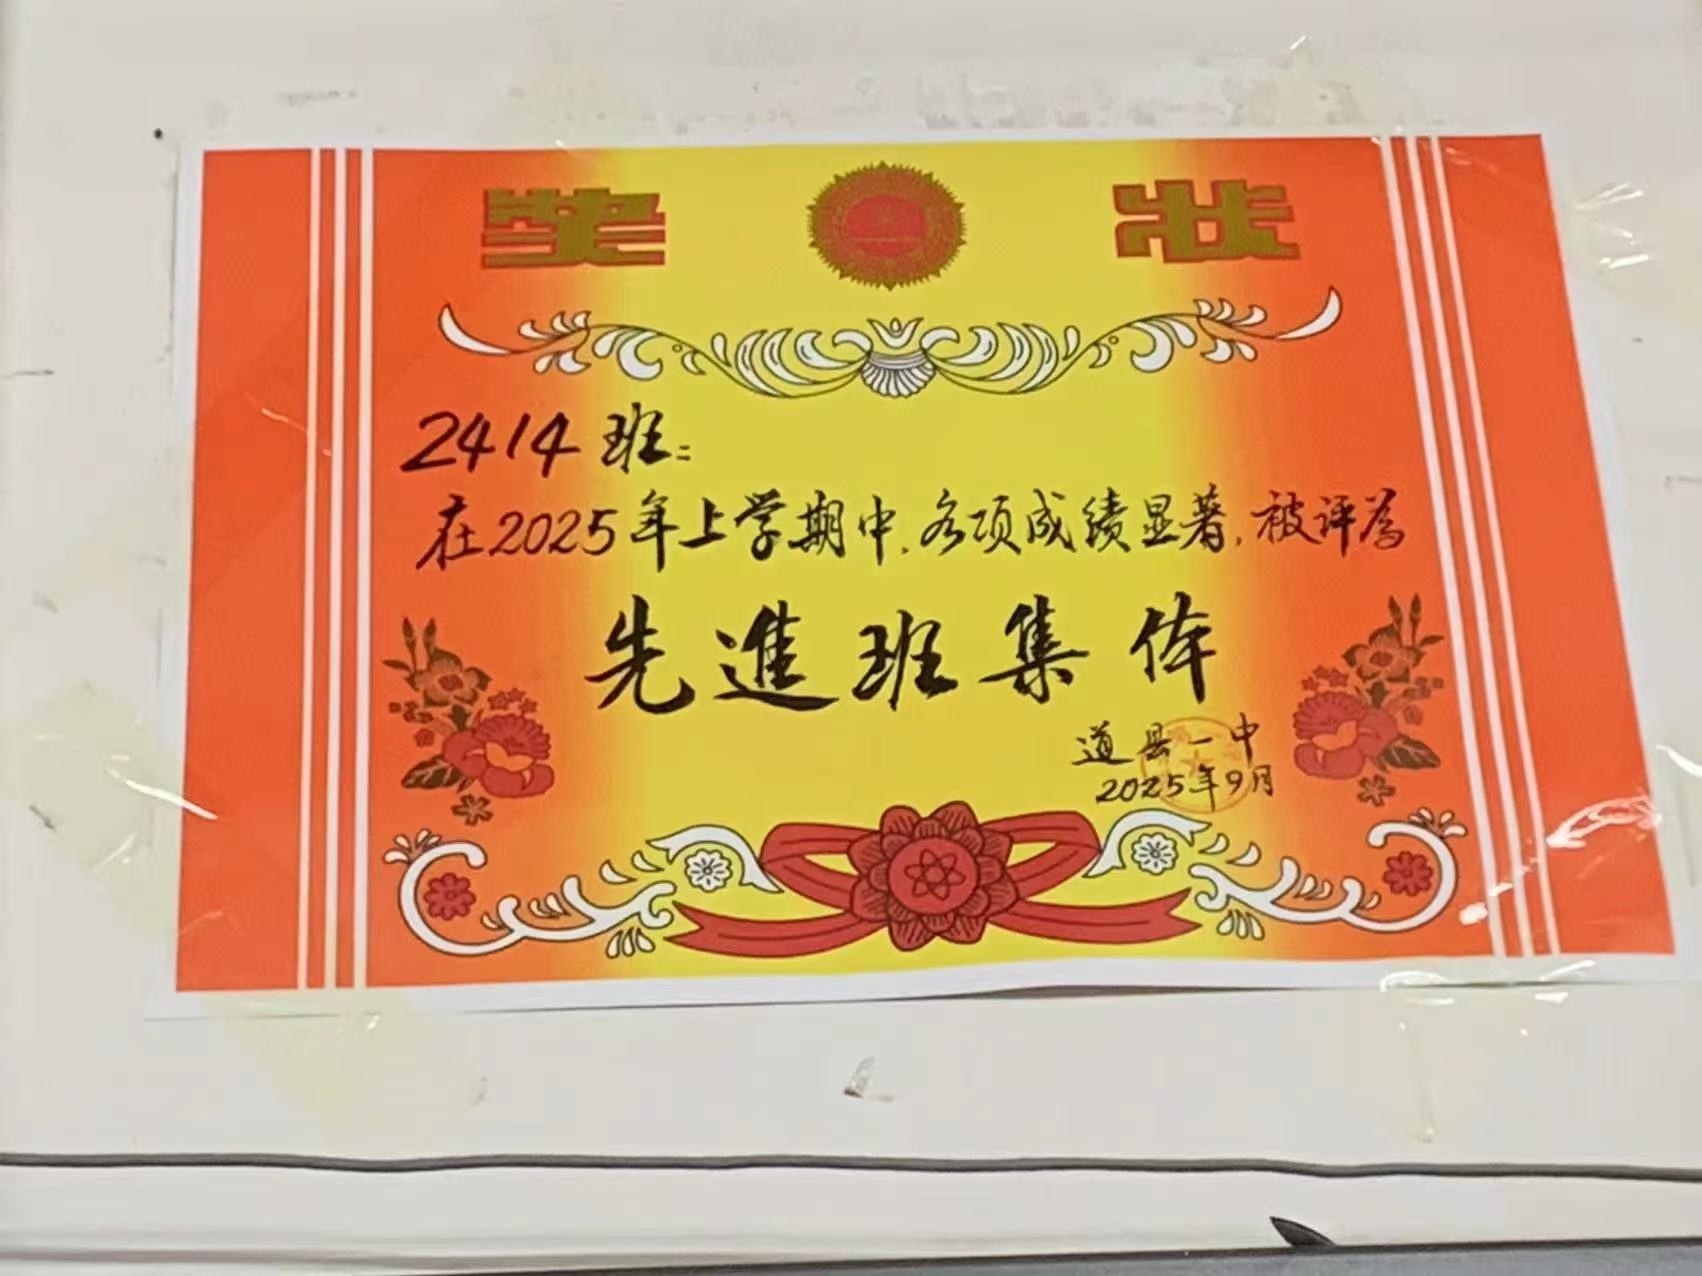 奖状
2414班:
在2025年上学期中,各项成绩显著,被评为
先進班集体
道县一中
2025年9月